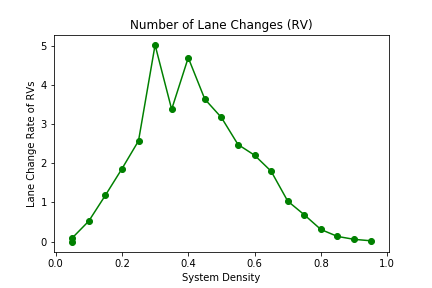 Number of Lane Changes (RV)
Lane Change Rate of RVs
5
4
3
2
1
0
0.0 0.2 0.4 0.6 0.8 1.0
System Density